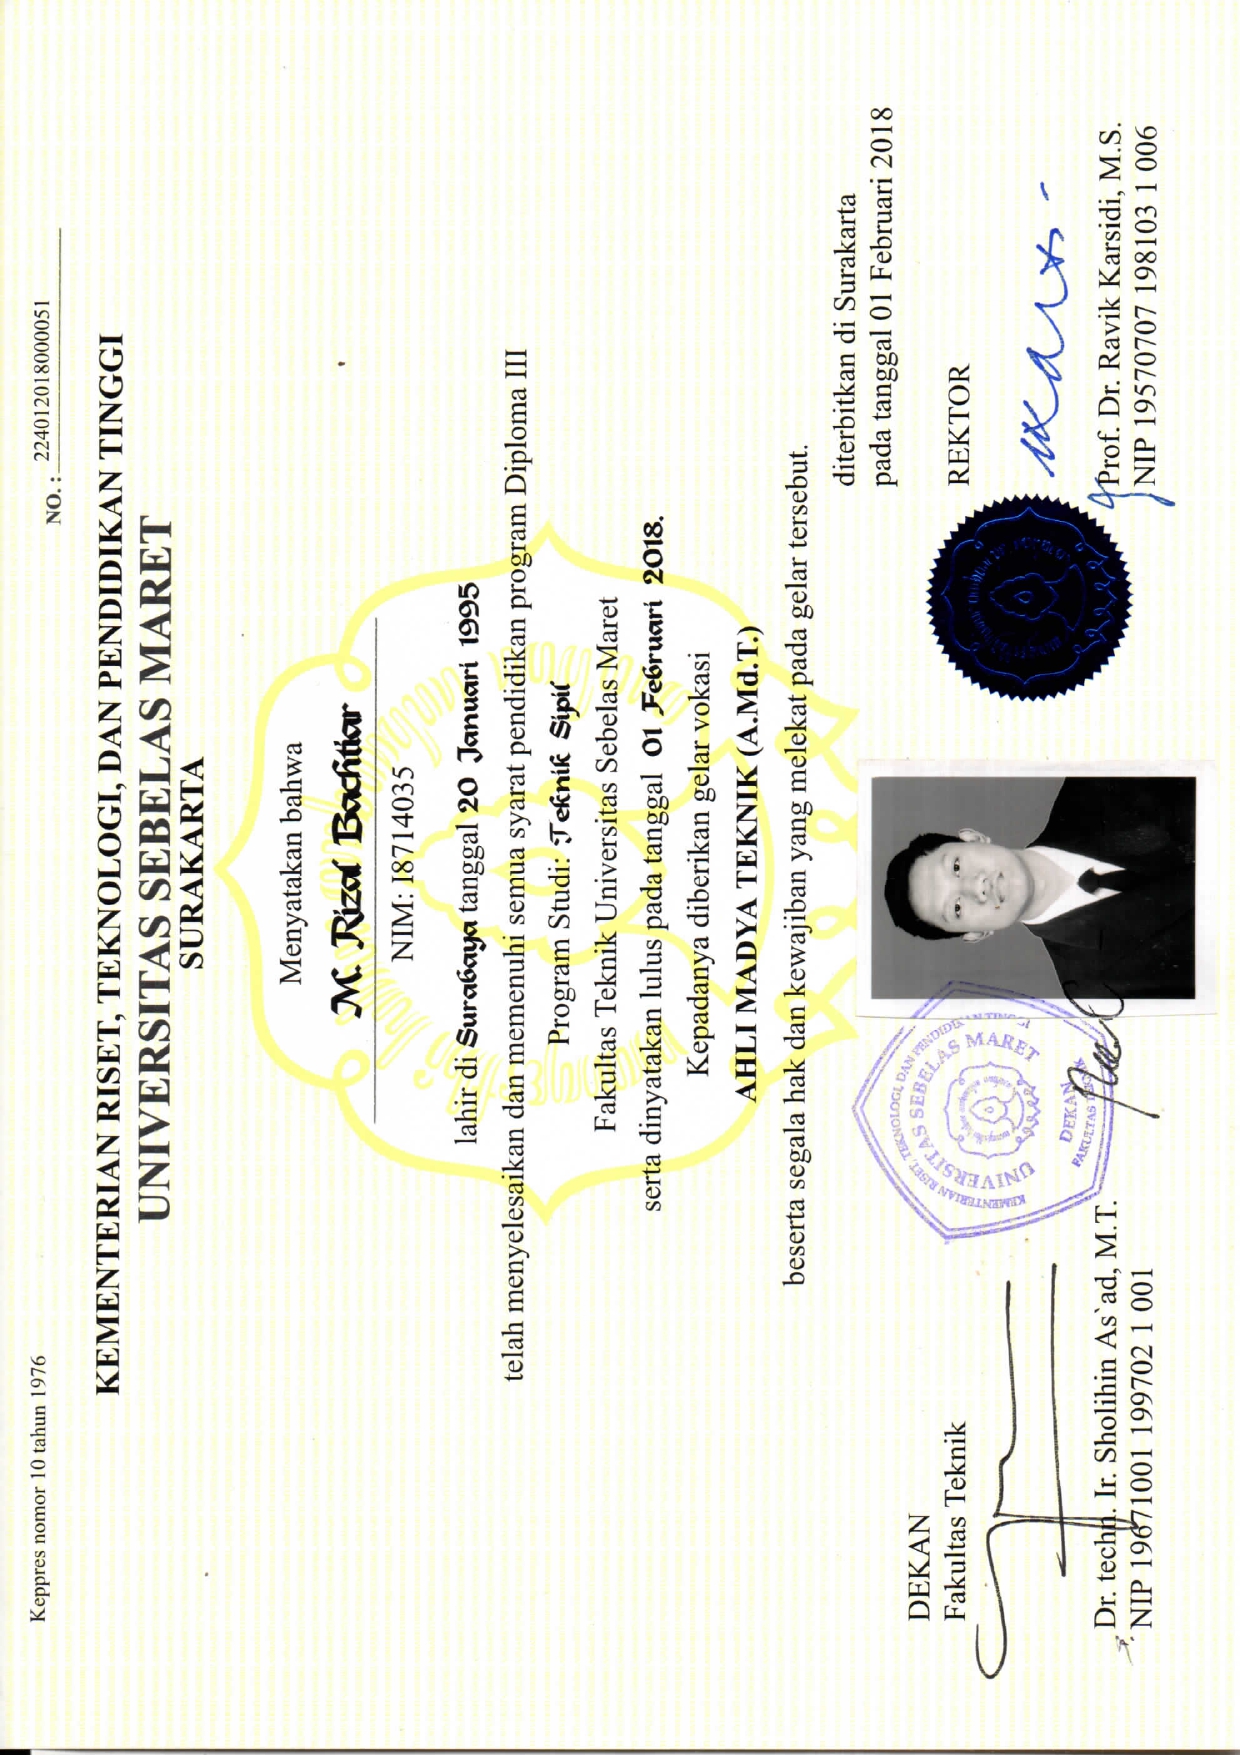 Keppres nomor 10 tahun 1976
NO. : 224012018000051
KEMENTERIAN RISET, TEKNOLOGI, DAN PENDIDIKAN TINGGI
UNIVERSITAS SEBELAS MARET
SURAKARTA
Menyatakan bahwa
M. Rizal Bachtiar
NIM: I8714035
lahir di Surabaya tanggal 20 Januari 1995
telah menyelesaikan dan memenuhi semua syarat pendidikan program Diploma III
Program Studi: Teknik Sipil
Fakultas Teknik Universitas Sebelas Maret
serta dinyatakan lulus pada tanggal 01 Februari 2018.
Kepadanya diberikan gelar vokasi
AHLI MADYA TEKNIK (A.Md.T.)
beserta segala hak dan kewajiban yang melekat pada gelar tersebut.
diterbitkan di Surakarta
pada tanggal 01 Februari 2018
DEKAN
Fakultas Teknik
REKTOR
KEMENTERIAN RISET, TEKNOLOGI, DAN PENDIDIKAN TINGGI
UNIVERSITAS SEBELAS MARET
DEKAN
FAKULTAS TEKNIK
Dr. techn. Ir. Sholihin As`ad, M.T.
NIP 19671001 199702 1 001
Prof. Dr. Ravik Karsidi, M.S.
NIP 19570707 198103 1 006